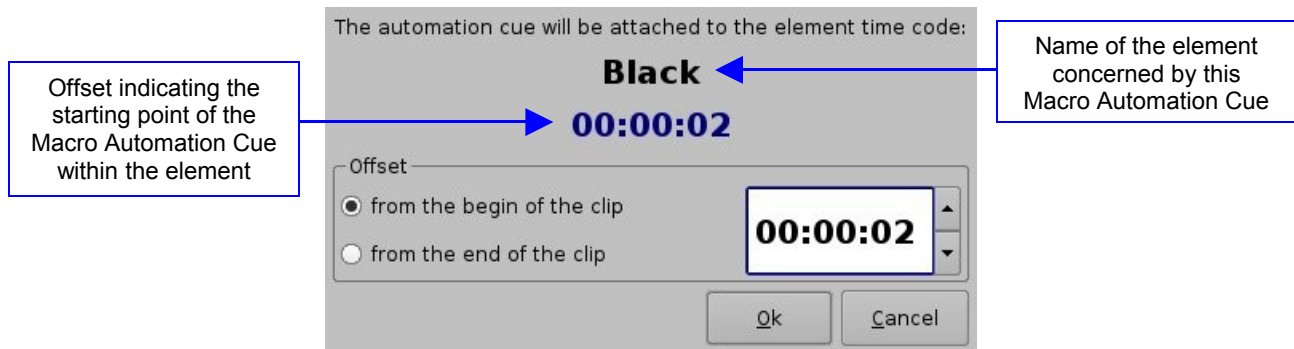 The automation cue will be attached to the element time code:
Black
00:00:02
Offset indicating the
starting point of the
Macro Automation Cue
within the element
Name of the element
concerned by this
Macro Automation Cue
Offset
from the begin of the clip
from the end of the clip
00:00:02
Ok
Cancel